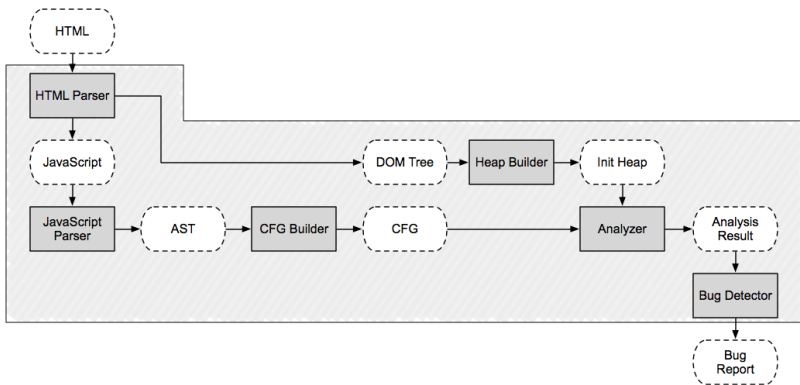 HTML
HTML Parser
JavaScript
DOM Tree
Heap Builder
Init Heap
JavaScript
Parser
AST
CFG Builder
CFG
Analyzer
Analysis
Result
Bug Detector
Bug
Report